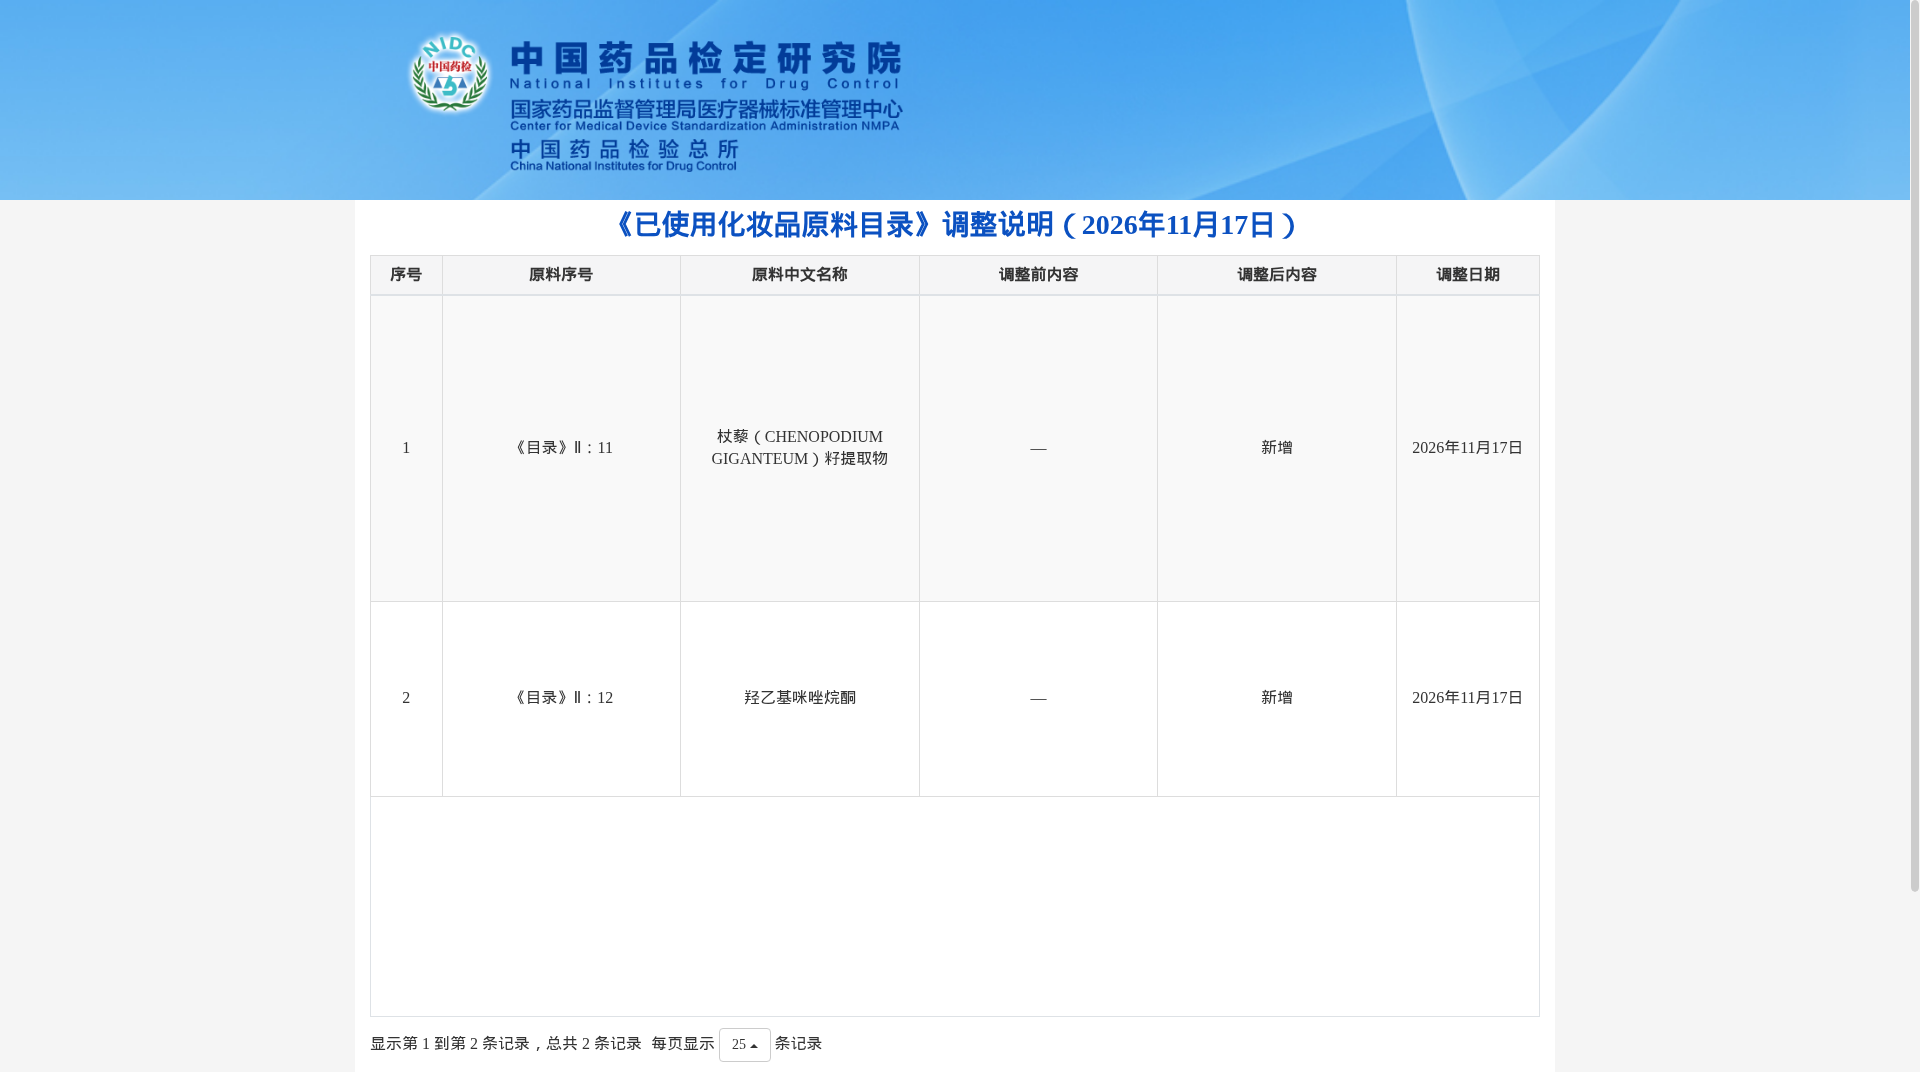 NIDC
中国药检
中国药品检定研究院
National Institutes for Drug Control
国家药品监督管理局医疗器械标准管理中心
Center for Medical Device Standardization Administration NMPA
中国药品检验总所
China National Institutes for Drug Control
《已使用化妆品原料目录》调整说明（2026年11月17日）
序号 原料序号 原料中文名称 调整前内容 调整后内容 调整日期
1 《目录》Ⅱ：11 杖藜（CHENOPODIUM GIGANTEUM）籽提取物 — 新增 2026年11月17日
2 《目录》Ⅱ：12 羟乙基咪唑烷酮 — 新增 2026年11月17日
显示第 1 到第 2 条记录，总共 2 条记录 每页显示 25 条记录